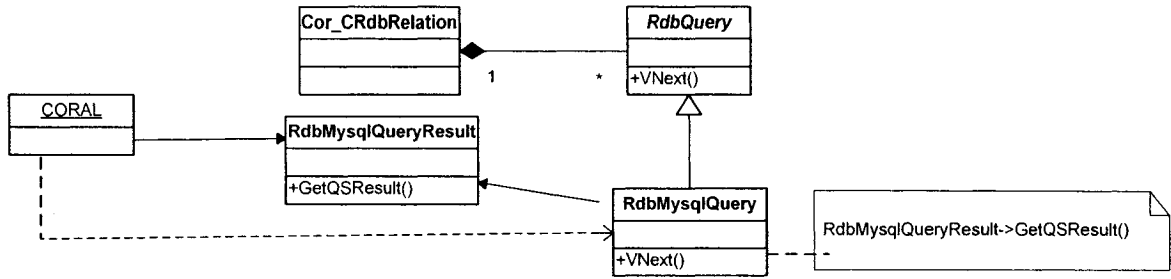 Cor_CRdbRelation
RdbQuery
1
*
+VNext()
CORAL
RdbMysqlQueryResult
+GetQSResult()
RdbMysqlQuery
+VNext()
RdbMysqlQueryResult->GetQSResult()